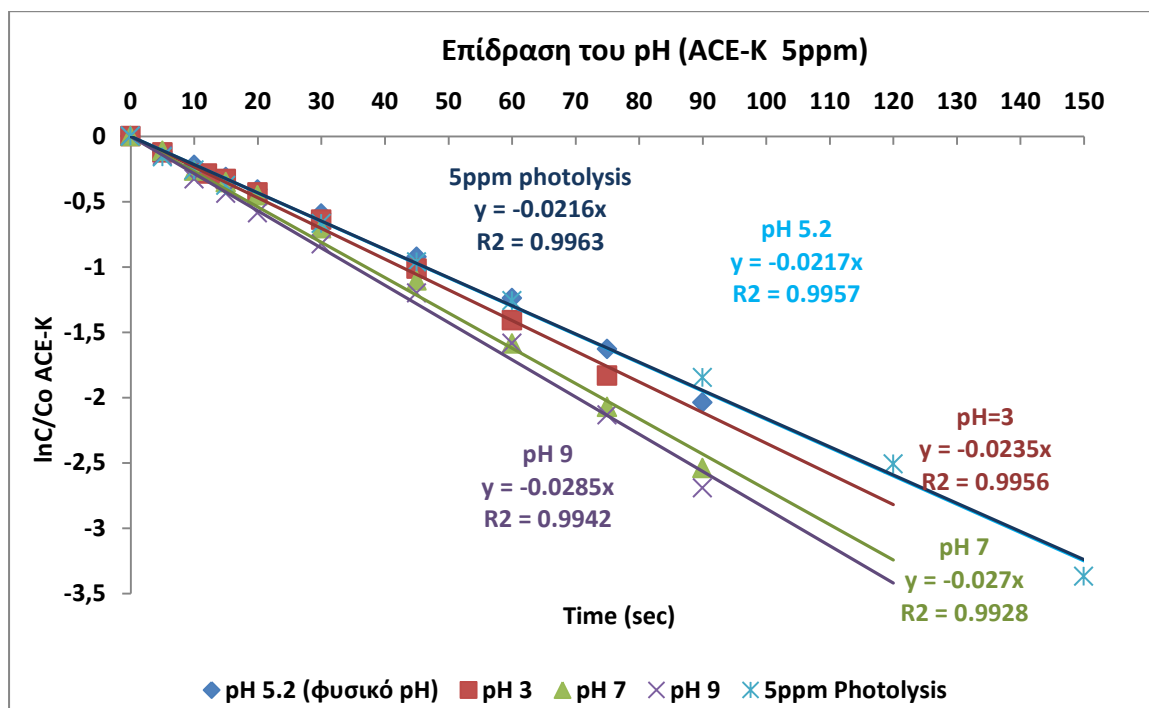 Επίδραση του pH (ACE-K 5ppm)
0 10 20 30 40 50 60 70 80 90 100 110 120 130 140 150
0
-0,5
-1
-1,5
-2
-2,5
-3
-3,5
lnC/Co ACE-K
5ppm photolysis
y = -0.0216x
R2 = 0.9963
pH 5.2
y = -0.0217x
R2 = 0.9957
pH=3
y = -0.0235x
R2 = 0.9956
pH 9
y = -0.0285x
R2 = 0.9942
pH 7
y = -0.027x
R2 = 0.9928
Time (sec)
pH 5.2 (φυσικό pH) pH 3 pH 7 pH 9 5ppm Photolysis